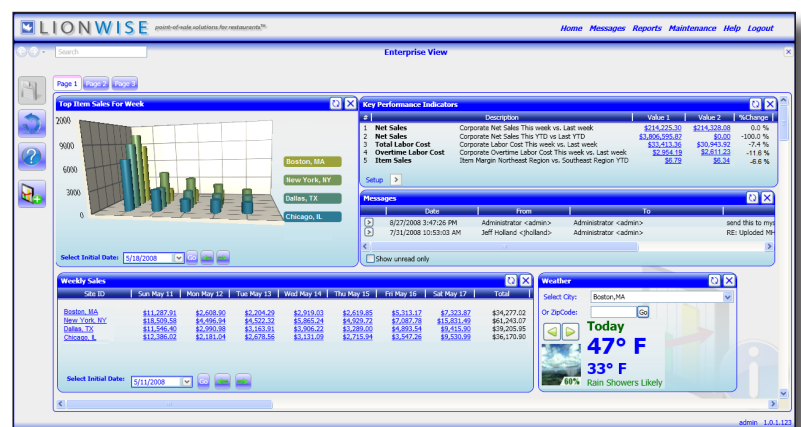 LIONWISE point-of-sale solutions for restaurants
Home Messages Reports Maintenance Help Logout
Search
Enterprise View
Page 1 Page 2 Page 3
Top Item Sales For Week
2000
9000
6000
3000
0
Boston, MA
New York, NY
Dallas, TX
Chicago, IL
Select Initial Date: 5/18/2008 Go
Key Performance Indicators
# Description Value 1 Value 2 %Change
1 Net Sales Corporate Net Sales This week vs. Last week $214,225.30 $214,328.08 0.0 %
2 Net Sales Corporate Net Sales This YTD vs Last YTD $3,806,595.87 $0.00 -100.0 %
3 Total Labor Cost Corporate Labor Cost This week vs. Last week $33,413.36 $30,943.92 -7.4 %
4 Overtime Labor Cost Corporate Overtime Labor Cost This week vs. Last week $2,954.19 $2,611.23 -11.6 %
5 Item Sales Item Margin Northeast Region vs. Southeast Region YTD $6.79 $6.34 -6.6 %
Setup >
Messages
Date From To
> 8/27/2008 3:47:26 PM Administrator <admin> Administrator <admin> send this to mys
> 7/31/2008 10:53:03 AM Jeff Holland <jholland> Administrator <admin> RE: Uploded MH
Show unread only
Weekly Sales
Site ID Sun May 11 Mon May 12 Tue May 13 Wed May 14 Thu May 15 Fri May 16 Sat May 17 Total
Boston, MA $11,287.91 $2,608.90 $2,204.29 $2,919.03 $2,619.85 $5,313.17 $7,323.87 $34,277.02
New York, NY $18,509.58 $4,496.94 $4,522.32 $5,865.24 $4,929.72 $7,087.78 $15,831.49 $61,243.07
Dallas, TX $11,546.40 $2,990.98 $3,163.91 $3,906.22 $3,289.00 $4,893.54 $9,415.90 $39,205.95
Chicago, IL $12,386.02 $2,181.04 $2,678.56 $3,131.09 $2,715.94 $3,547.26 $9,530.99 $36,170.90
Select Initial Date: 5/11/2008 Go
Weather
Select City: Boston,MA
Or ZipCode: Go
Today
47° F
33° F
60% Rain Showers Likely
admin 1.0.1.123